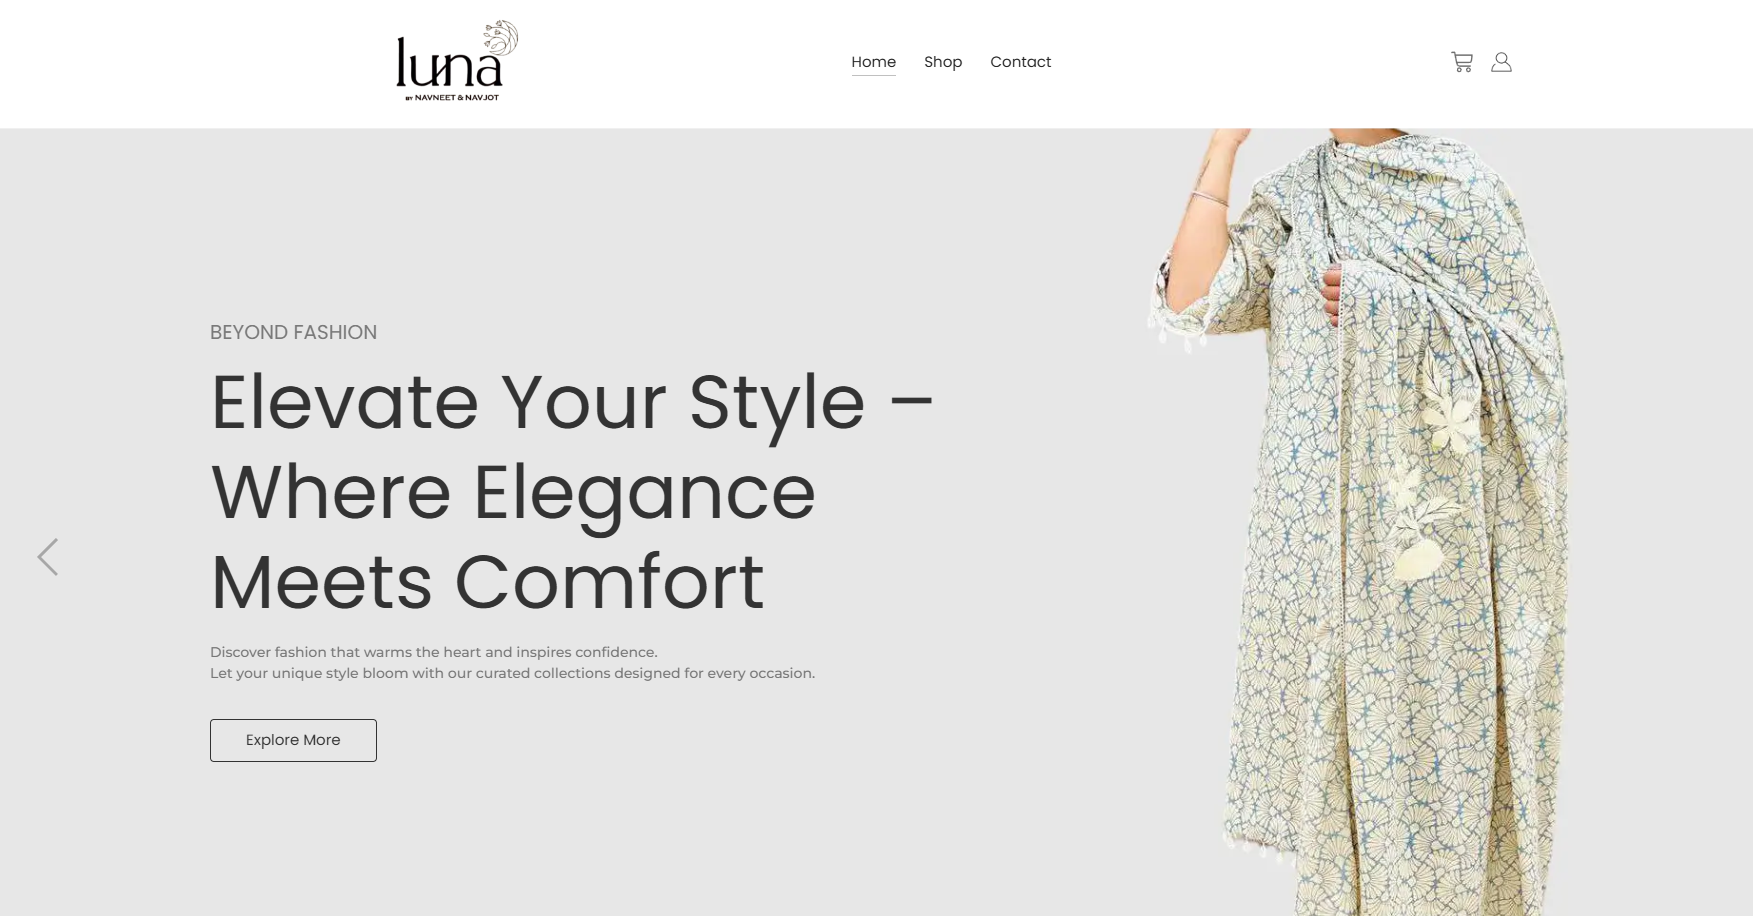 luna
BY NAVNEET & NAVJOT
Home
Shop
Contact
BEYOND FASHION
Elevate Your Style –
Where Elegance
Meets Comfort
Discover fashion that warms the heart and inspires confidence.
Let your unique style bloom with our curated collections designed for every occasion.
Explore More